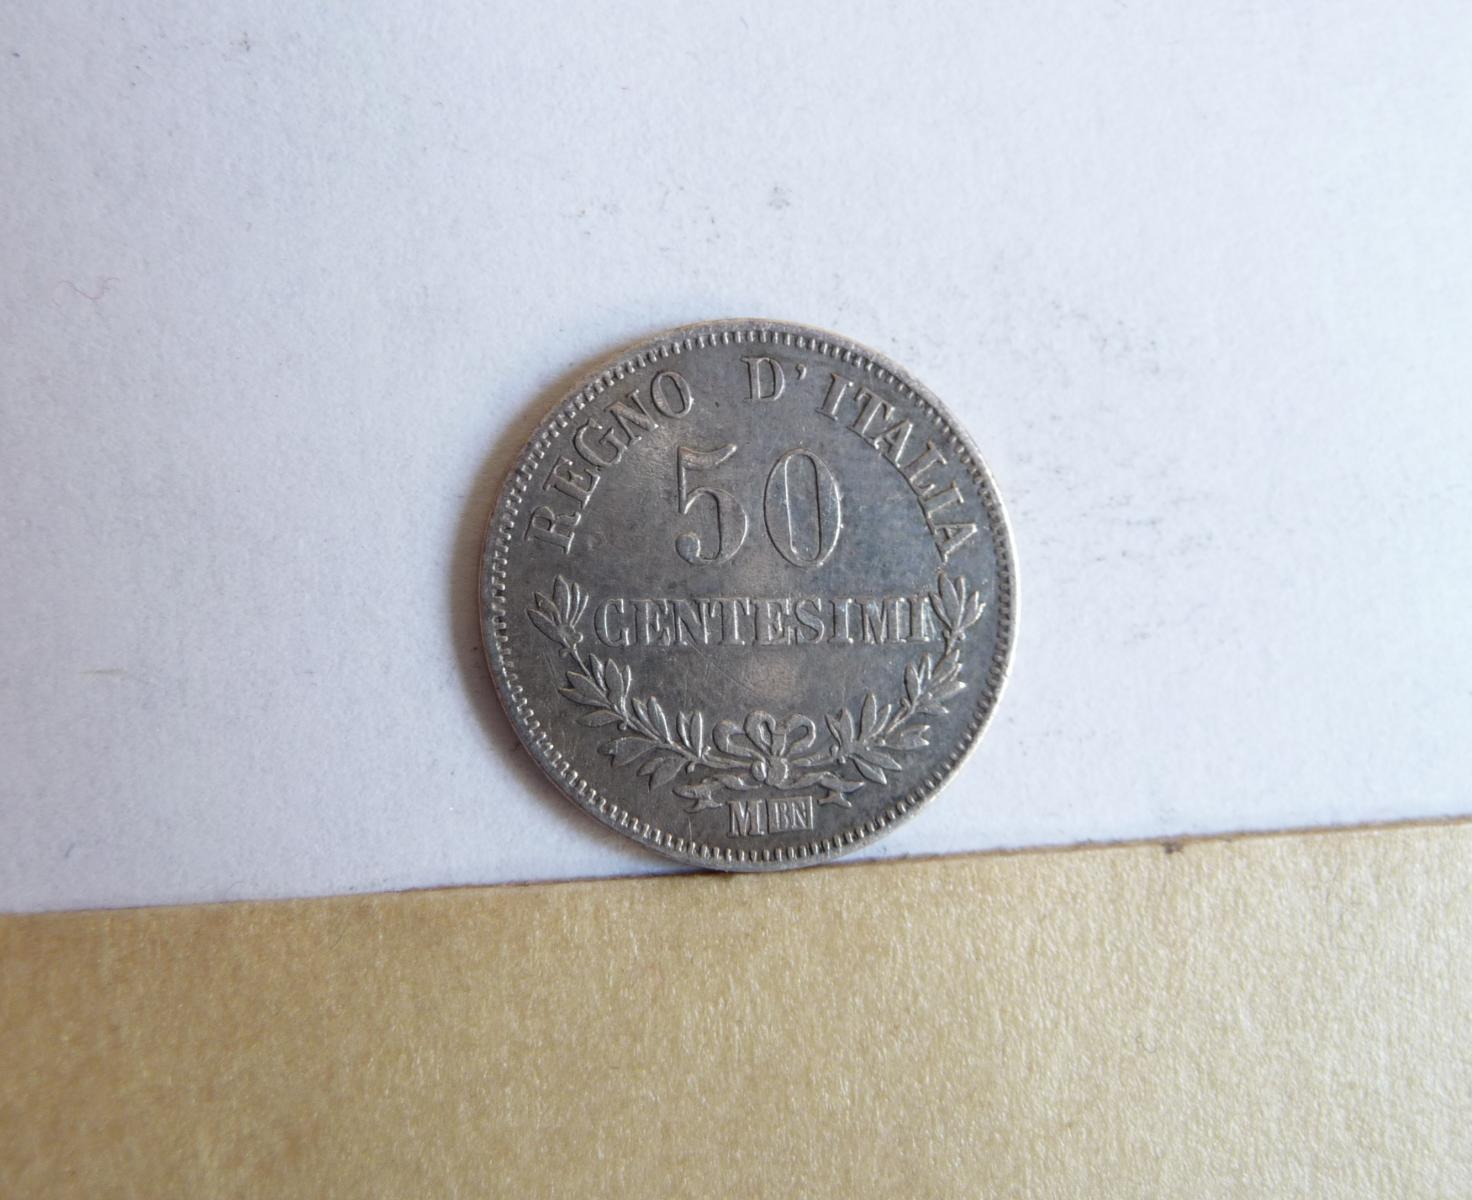 REGNO D'ITALIA
50
CENTESIMI
M BN